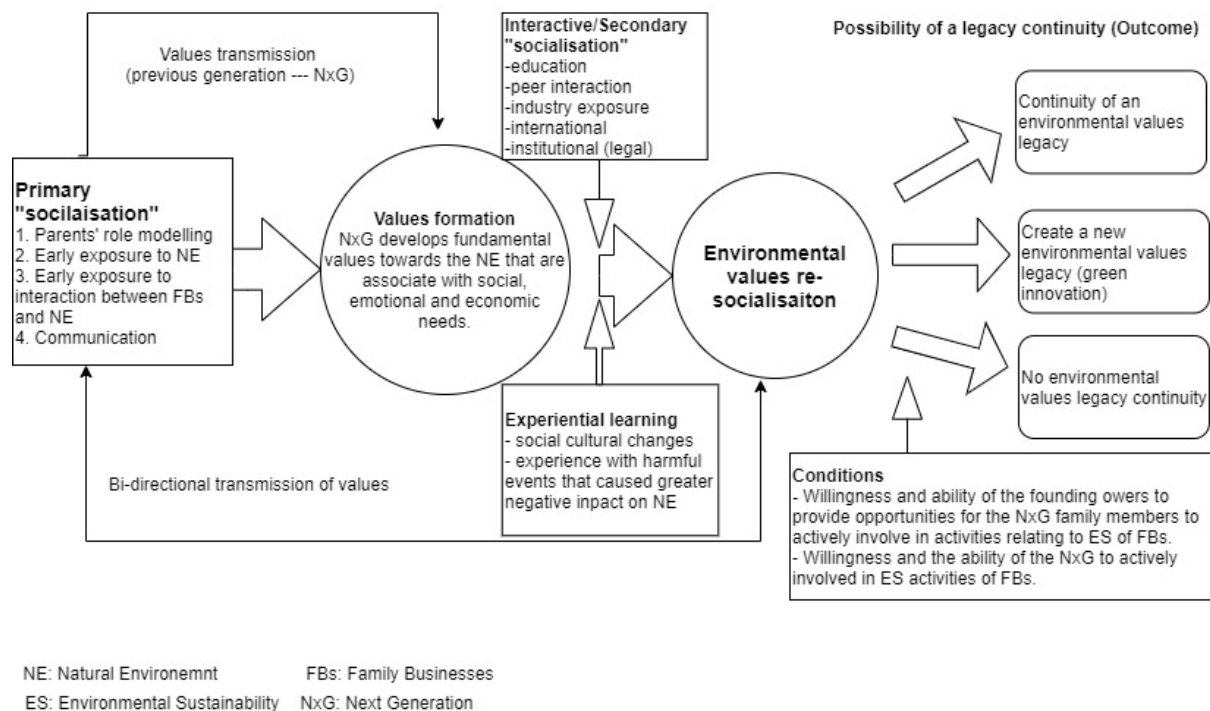 Values transmission
(previous generation --- NxG)
Interactive/Secondary
"socialisation"
-education
-peer interaction
-industry exposure
-international
-institutional (legal)
Possibility of a legacy continuity (Outcome)
Primary
"socilaisation"
1. Parents' role modelling
2. Early exposure to NE
3. Early exposure to
interaction between FBs
and NE
4. Communication
Values formation
NxG develops fundamental
values towards the NE that are
associate with social,
emotional and economic
needs.
Environmental
values re-
socialisaiton
Continuity of an
environmental values
legacy
Create a new
environmental values
legacy (green
innovation)
No environmental
values legacy continuity
Experiential learning
- social cultural changes
- experience with harmful
events that caused greater
negative inpact on NE
Bi-directional transmission of values
Conditions
- Willingness and ability of the founding owers to
provide opportunities for the NxG family members to
actively involve in activities relating to ES of FBs.
- Willingness and the ability of the NxG to actively
involved in ES activities of FBs.
NE: Natural Environemnt
FBs: Family Businesses
ES: Environmental Sustainability
NxG: Next Generation